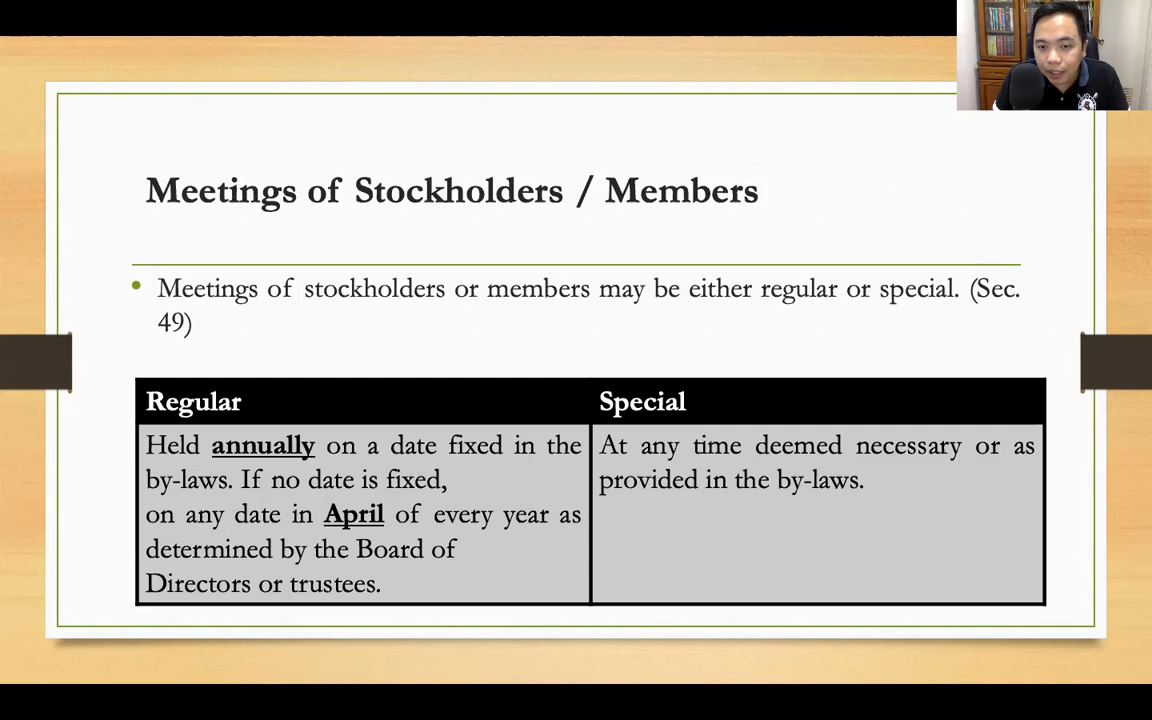 Meetings of Stockholders / Members
• Meetings of stockholders or members may be either regular or special. (Sec.
49)
Regular
Special
Held annually on a date fixed in the
by-laws. If no date is fixed,
on any date in April of every year as
determined by the Board of
Directors or trustees.
At any time deemed necessary or as
provided in the by-laws.